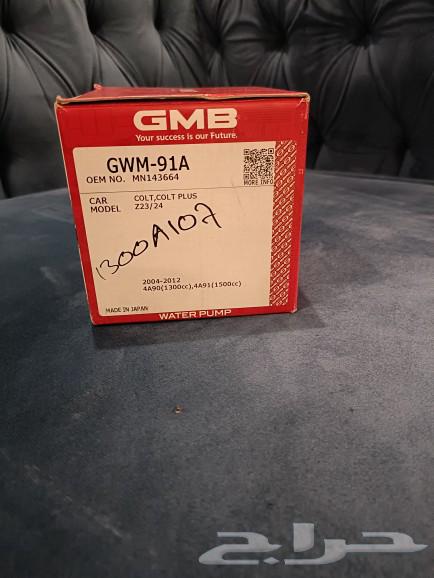 GMB
Your success is our Future.
GWM-91A
OEM NO. MN143664
MORE INFO
CAR MODEL COLT,COLT PLUS
Z23/24
1300A107
2004-2012
4A90(1300cc),4A91(1500cc)
MADE IN JAPAN
WATER PUMP
حراج